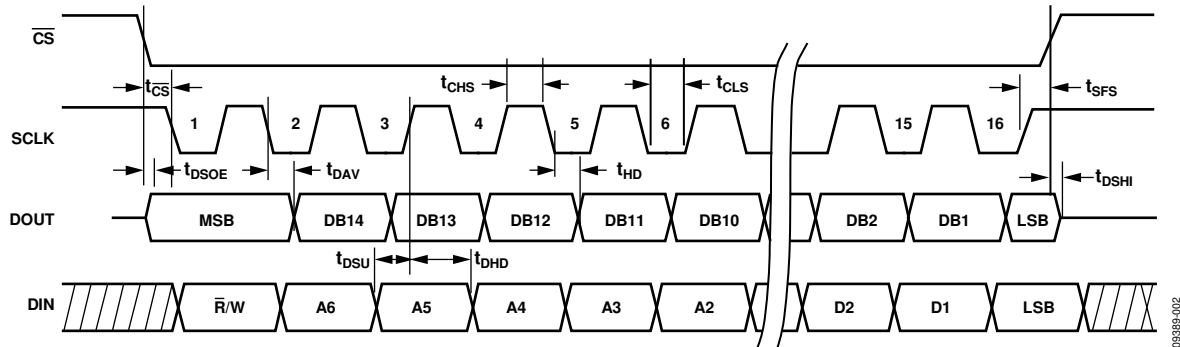 CS
tCS
tCHS
tCLS
tSFS
SCLK
1
2
3
4
5
6
15
16
tDSOE
tDAV
tHD
tDSHI
DOUT
MSB
DB14
DB13
DB12
DB11
DB10
DB2
DB1
LSB
tDSU
tDHD
DIN
R/W
A6
A5
A4
A3
A2
D2
D1
LSB
09389-002